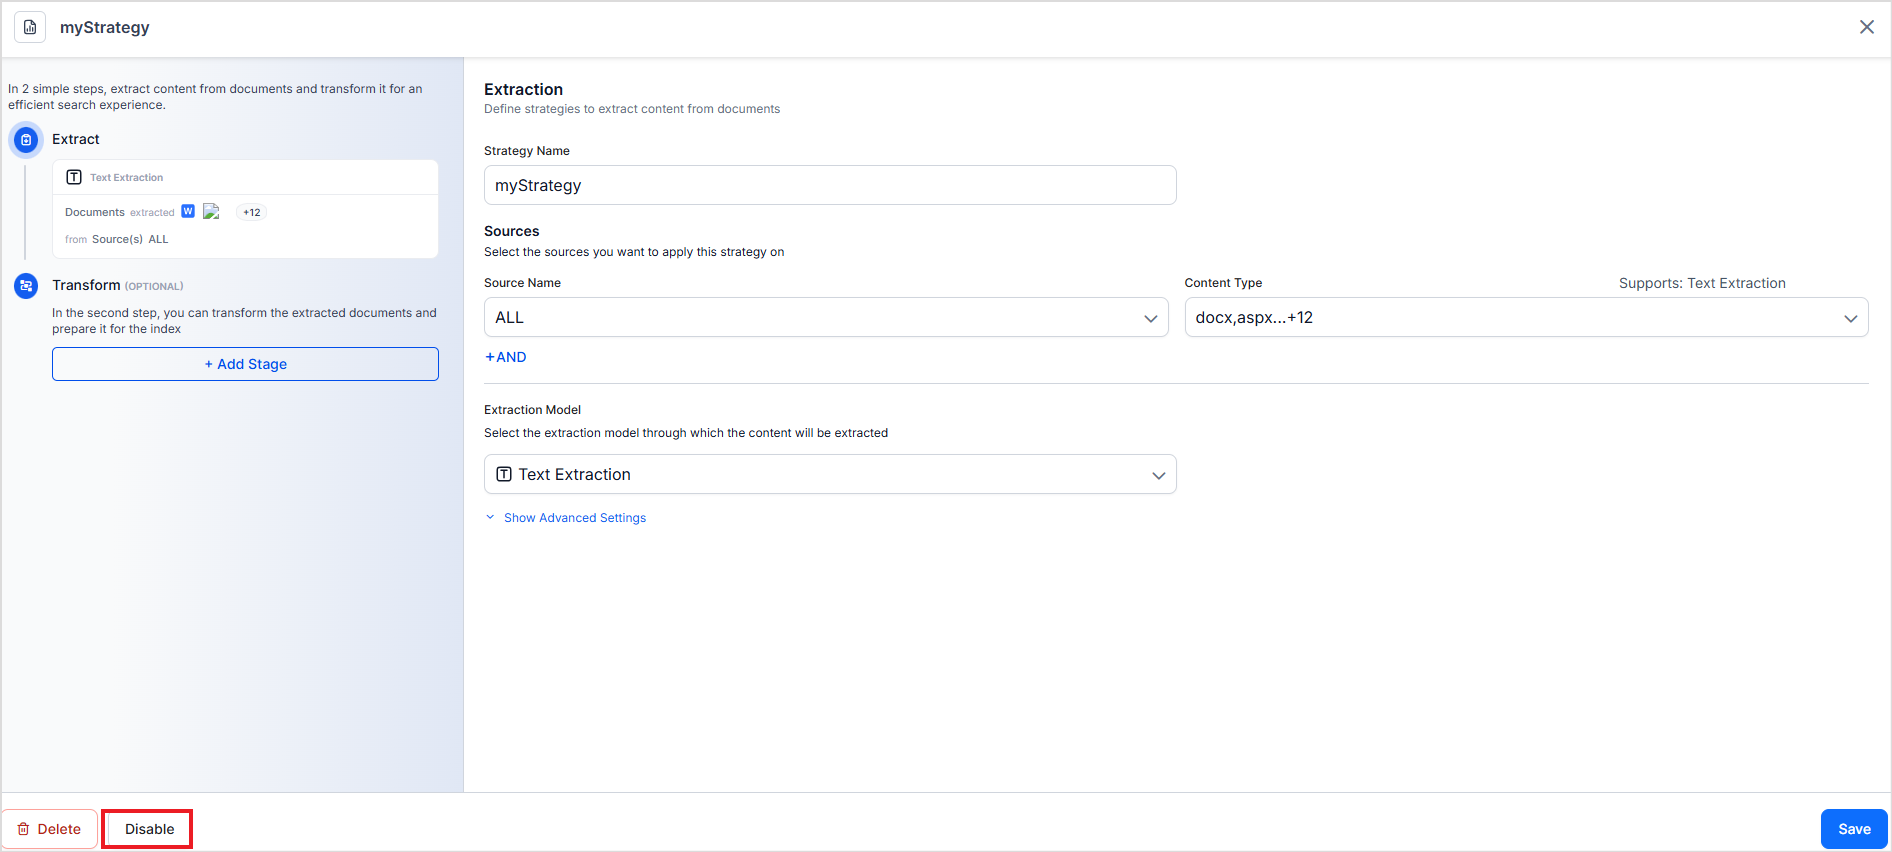 myStrategy
In 2 simple steps, extract content from documents and transform it for an
efficient search experience.
Extract
T Text Extraction
Documents extracted W +12
from Source(s) ALL
Transform (OPTIONAL)
In the second step, you can transform the extracted documents and
prepare it for the index
+ Add Stage
Extraction
Define strategies to extract content from documents
Strategy Name
myStrategy
Sources
Select the sources you want to apply this strategy on
Source Name
ALL
Content Type
Supports: Text Extraction
docx,aspx...+12
+AND
Extraction Model
Select the extraction model through which the content will be extracted
T Text Extraction
Show Advanced Settings
Delete
Disable
Save